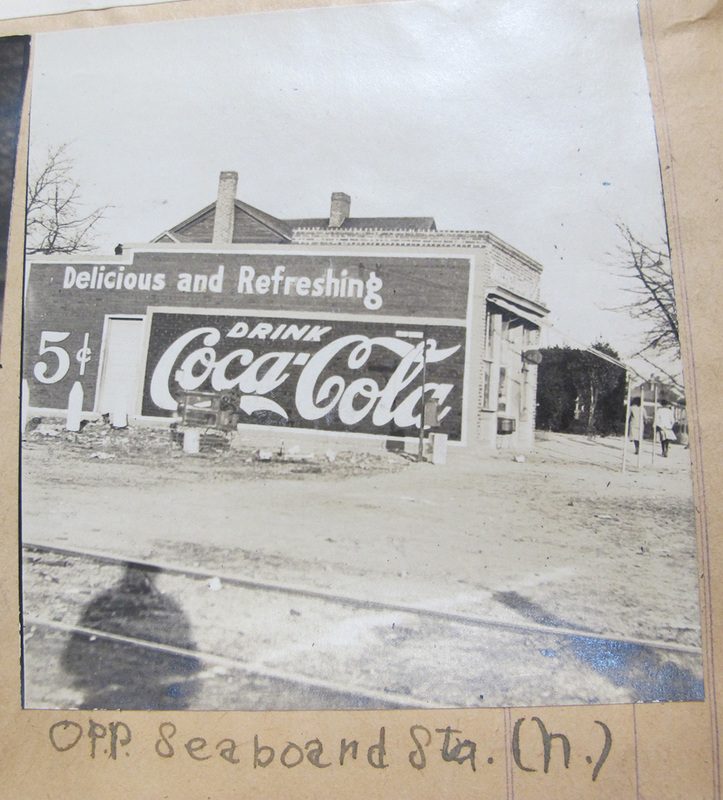 Delicious and Refreshing
5¢
DRINK
Coca-Cola
OPP. Seaboard Sta. (N.)